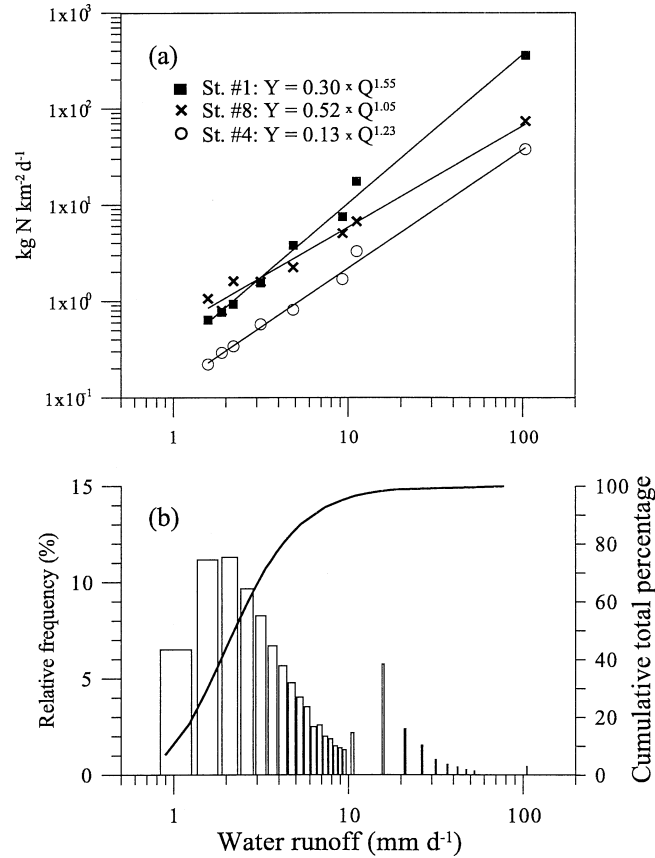 1x10³
(a)
St. #1: Y = 0.30 x Q^1.55
1x10²
St. #8: Y = 0.52 x Q^1.05
St. #4: Y = 0.13 x Q^1.23
kg N km⁻² d⁻¹
1x10¹
1x10⁰
1x10⁻¹
1 10 100
15 100
(b)
80
10
60
Relative frequency (%)
Cumulative total percentage
5 40
20
0 0
1 10 100
Water runoff (mm d⁻¹)